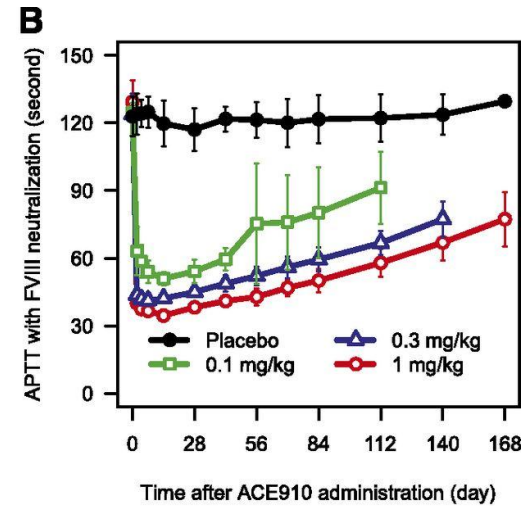 B
APTT with FVIII neutralization (second)
150
120
90
60
30
0
Placebo
0.1 mg/kg
0.3 mg/kg
1 mg/kg
0 28 56 84 112 140 168
Time after ACE910 administration (day)